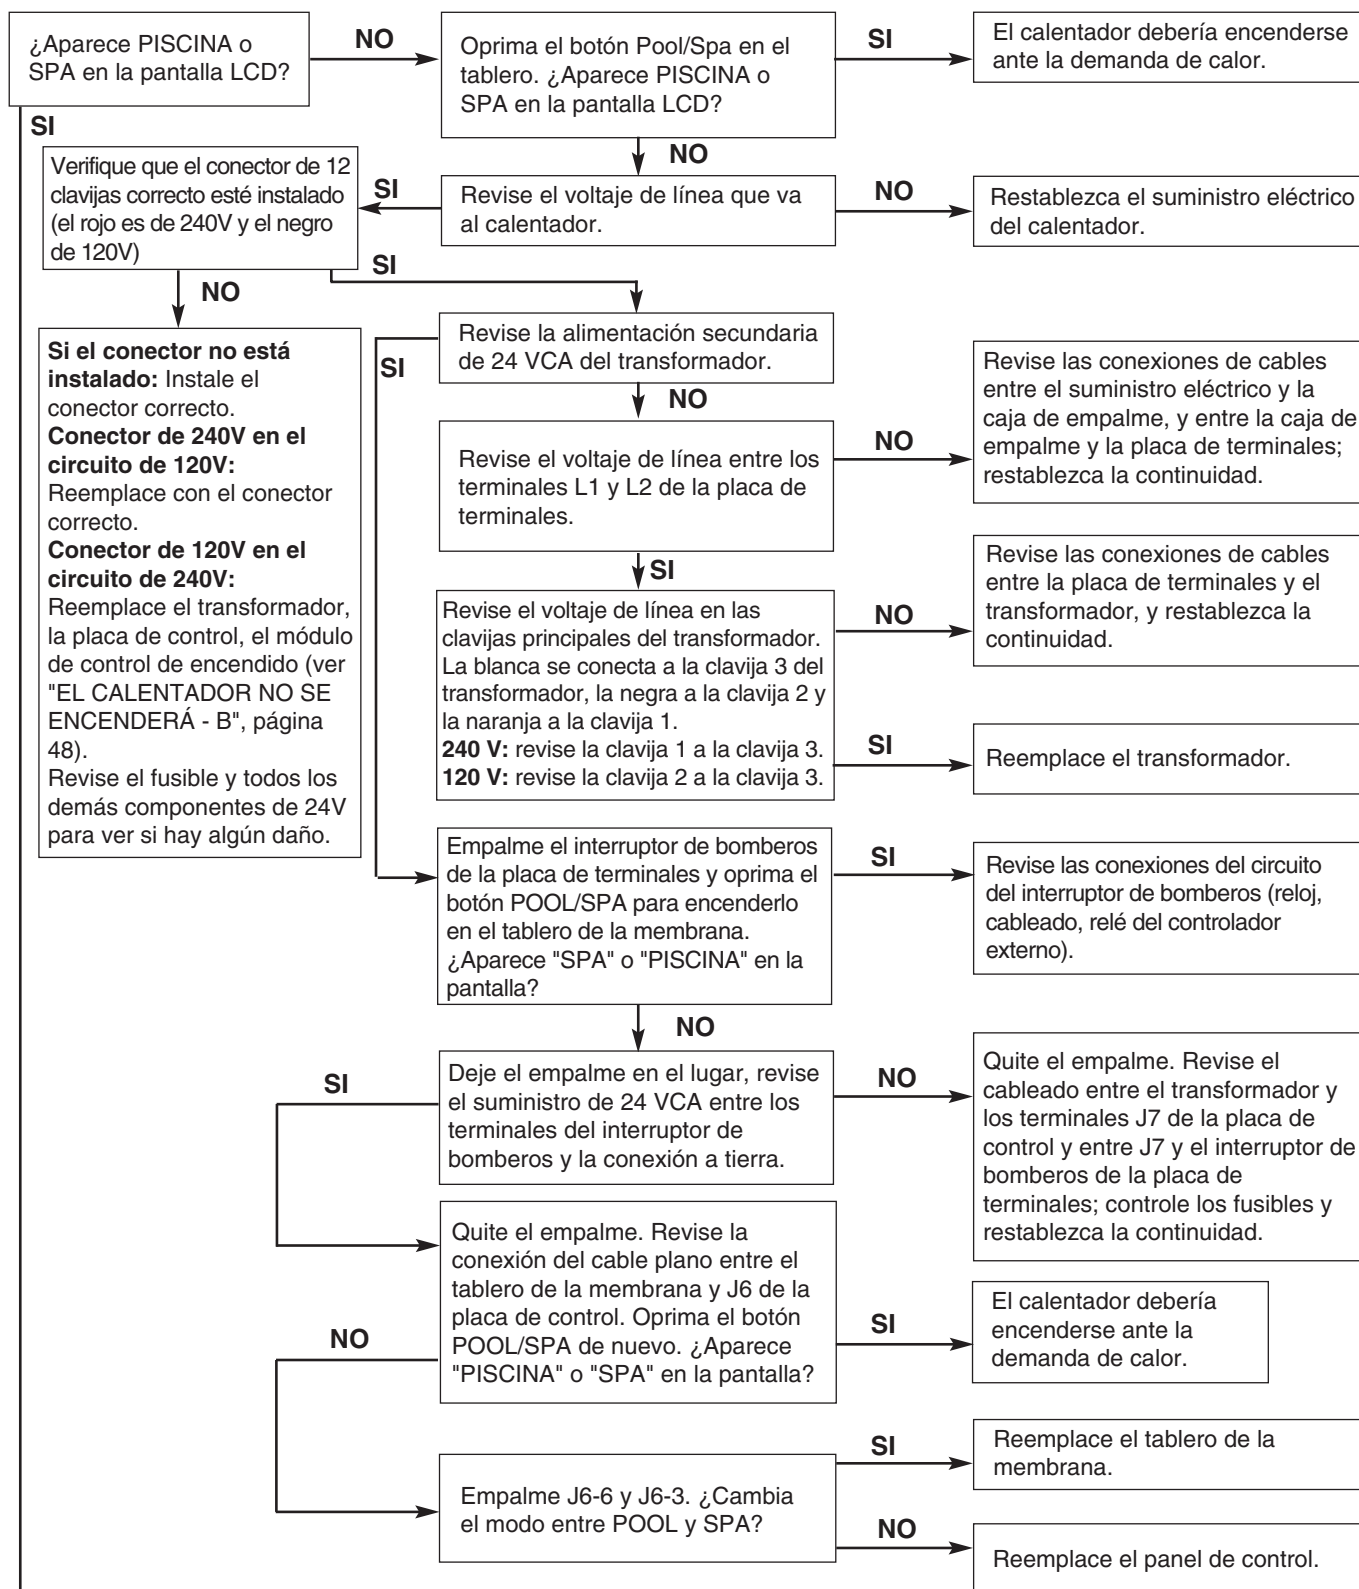 ¿Aparece PISCINA o
SPA en la pantalla LCD?
NO
Oprima el botón Pool/Spa en el
tablero. ¿Aparece PISCINA o
SPA en la pantalla LCD?
SI
El calentador debería encenderse
ante la demanda de calor.
SI
NO
Verifique que el conector de 12
clavijas correcto esté instalado
(el rojo es de 240V y el negro
de 120V)
SI
Revise el voltaje de línea que va
al calentador.
NO
Restablezca el suministro eléctrico
del calentador.
SI
NO
Si el conector no está
instalado: Instale el
conector correcto.
Conector de 240V en el
circuito de 120V:
Reemplace con el conector
correcto.
Conector de 120V en el
circuito de 240V:
Reemplace el transformador,
la placa de control, el módulo
de control de encendido (ver
"EL CALENTADOR NO SE
ENCENDERÁ - B", página
48).
Revise el fusible y todos los
demás componentes de 24V
para ver si hay algún daño.
Revise la alimentación secundaria
de 24 VCA del transformador.
SI
NO
Revise el voltaje de línea entre los
terminales L1 y L2 de la placa de
terminales.
NO
Revise las conexiones de cables
entre el suministro eléctrico y la
caja de empalme, y entre la caja de
empalme y la placa de terminales;
restablezca la continuidad.
SI
Revise el voltaje de línea en las
clavijas principales del transformador.
La blanca se conecta a la clavija 3 del
transformador, la negra a la clavija 2 y
la naranja a la clavija 1.
240 V: revise la clavija 1 a la clavija 3.
120 V: revise la clavija 2 a la clavija 3.
NO
Revise las conexiones de cables
entre la placa de terminales y el
transformador, y restablezca la
continuidad.
SI
Reemplace el transformador.
Empalme el interruptor de bomberos
de la placa de terminales y oprima el
botón POOL/SPA para encenderlo
en el tablero de la membrana.
¿Aparece "SPA" o "PISCINA" en la
pantalla?
SI
Revise las conexiones del circuito
del interruptor de bomberos (reloj,
cableado, relé del controlador
externo).
NO
Deje el empalme en el lugar, revise
el suministro de 24 VCA entre los
terminales del interruptor de
bomberos y la conexión a tierra.
SI
NO
Quite el empalme. Revise el
cableado entre el transformador y
los terminales J7 de la placa de
control y entre J7 y el interruptor de
bomberos de la placa de
terminales; controle los fusibles y
restablezca la continuidad.
Quite el empalme. Revise la
conexión del cable plano entre el
tablero de la membrana y J6 de la
placa de control. Oprima el botón
POOL/SPA de nuevo. ¿Aparece
"PISCINA" o "SPA" en la pantalla?
SI
El calentador debería
encenderse ante la
demanda de calor.
NO
Empalme J6-6 y J6-3. ¿Cambia
el modo entre POOL y SPA?
SI
Reemplace el tablero de la
membrana.
NO
Reemplace el panel de control.